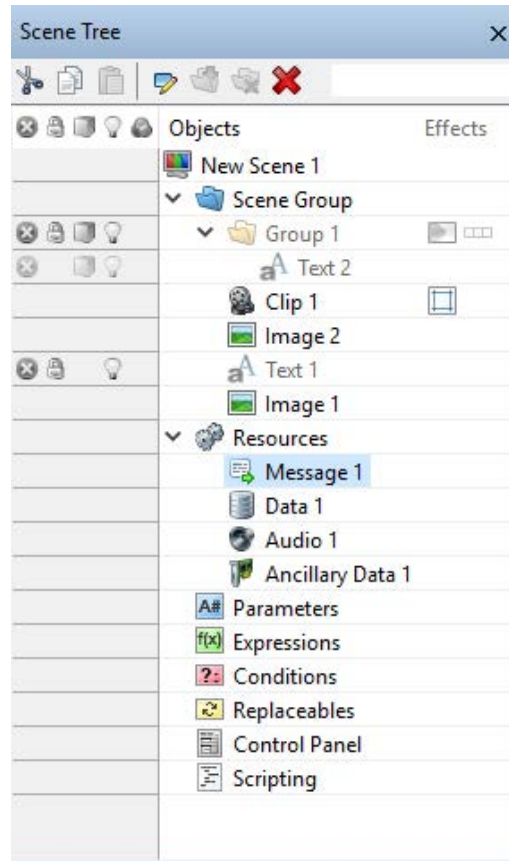 Scene Tree
Objects Effects
New Scene 1
Scene Group
Group 1
aA Text 2
Clip 1
Image 2
aA Text 1
Image 1
Resources
Message 1
Data 1
Audio 1
Ancillary Data 1
A# Parameters
f(x) Expressions
?: Conditions
Replaceables
Control Panel
Scripting